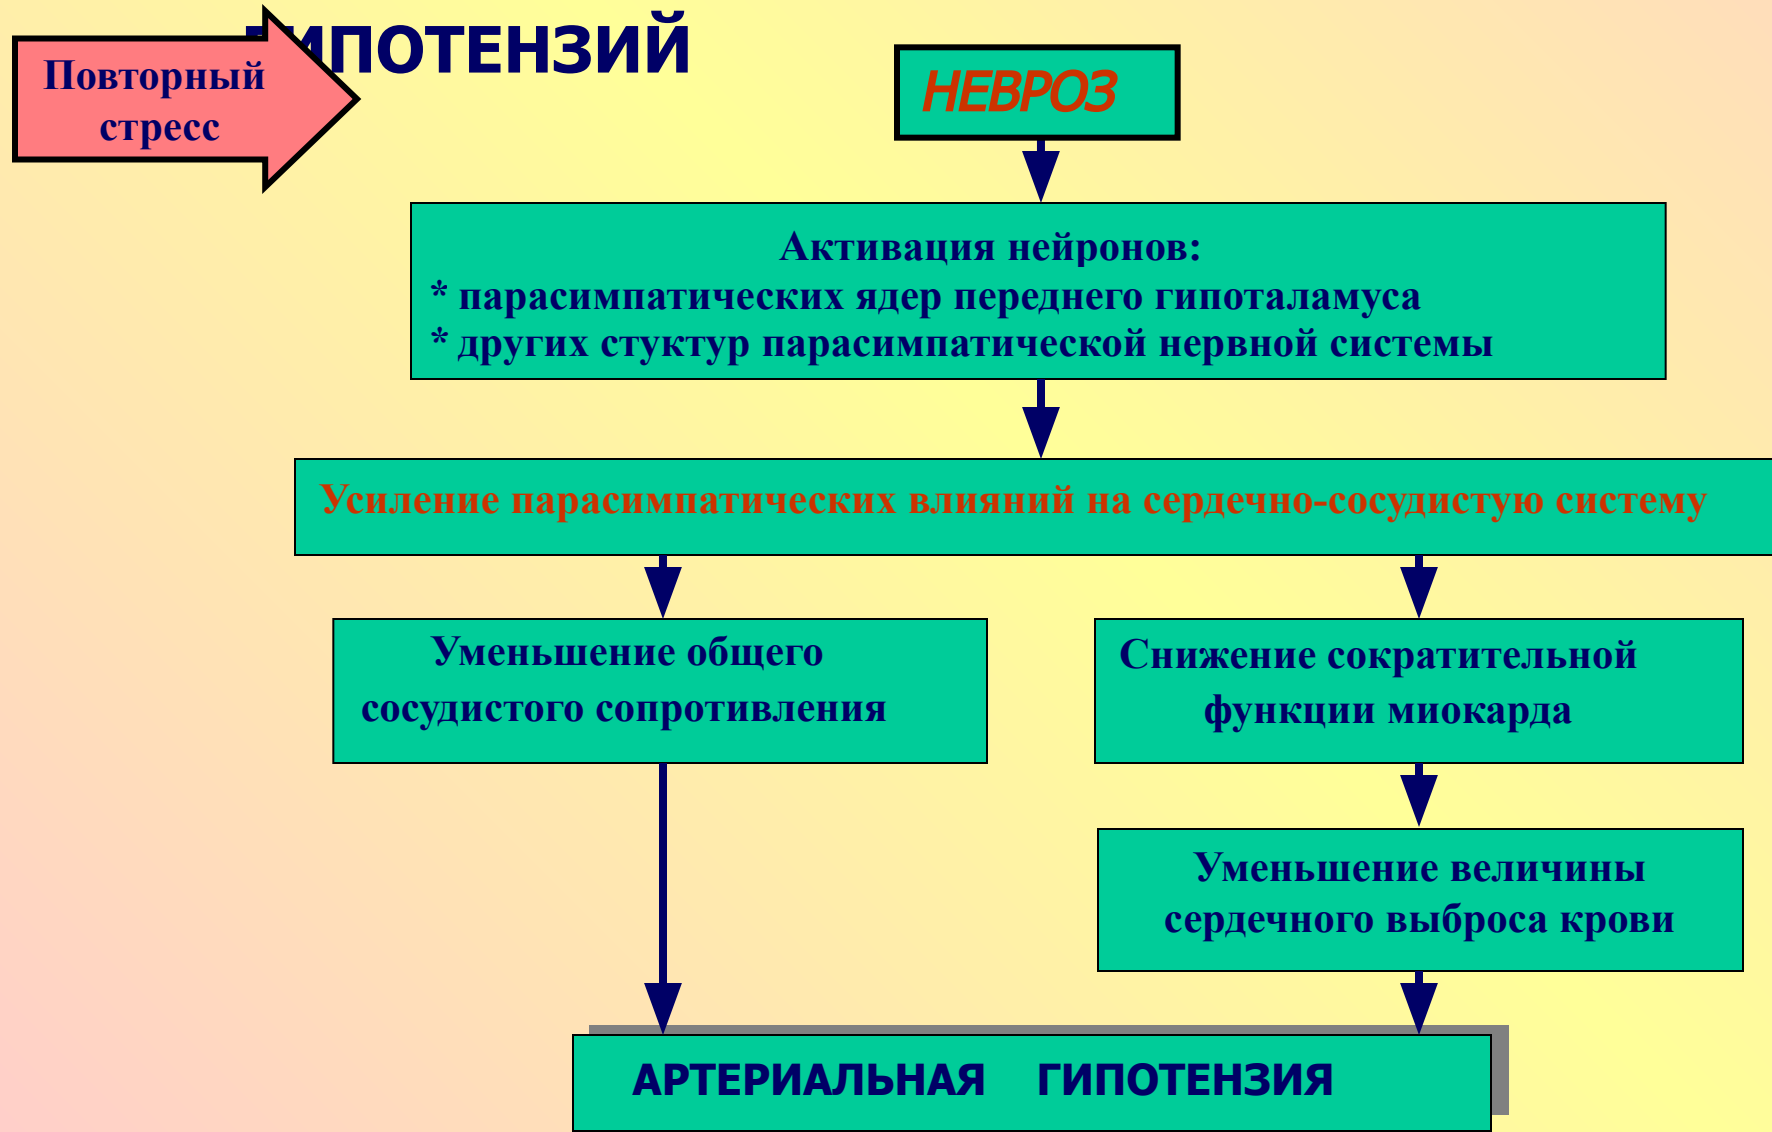 ГИПОТЕНЗИЙ
Повторный
стресс
НЕВРОЗ
Активация нейронов:
* парасимпатических ядер переднего гипоталамуса
* других стуктур парасимпатической нервной системы
Усиление парасимпатических влияний на сердечно-сосудистую систему
Уменьшение общего
сосудистого сопротивления
Снижение сократительной
функции миокарда
Уменьшение величины
сердечного выброса крови
АРТЕРИАЛЬНАЯ ГИПОТЕНЗИЯ